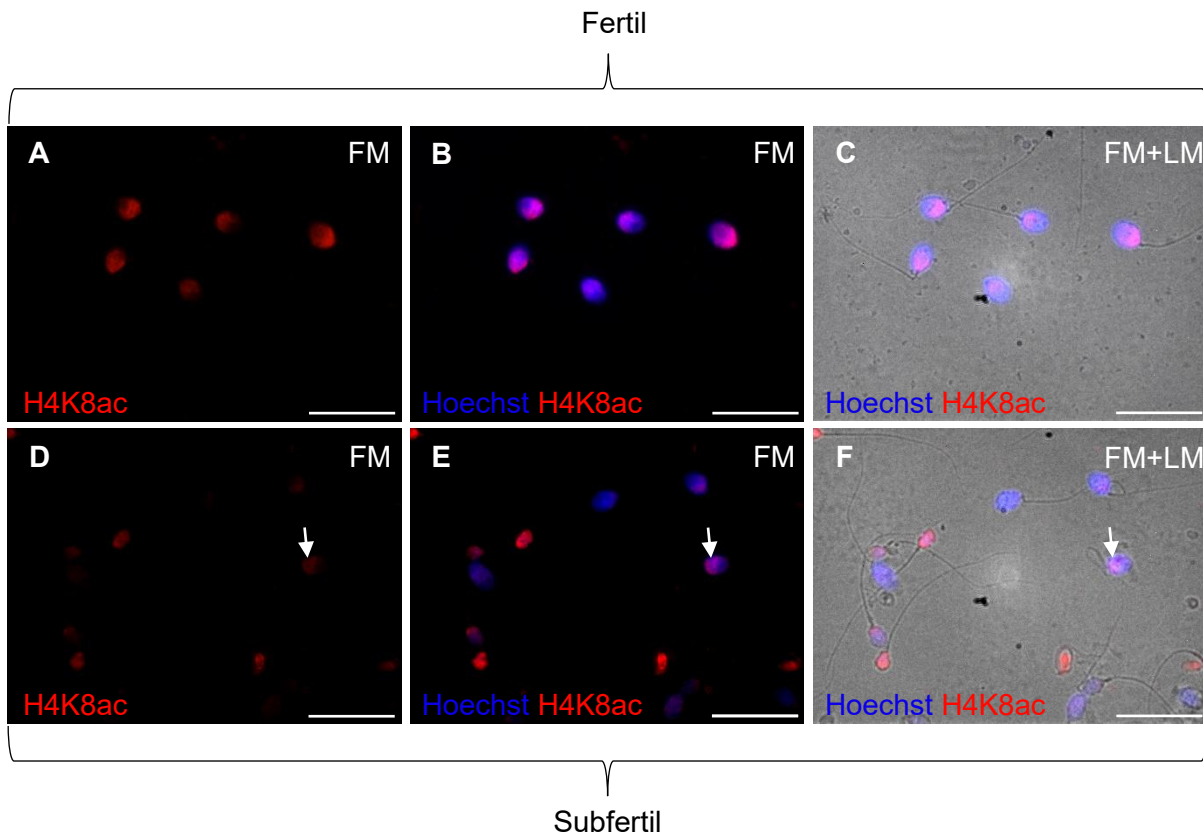 Fertil
A FM
B FM
C FM+LM
H4K8ac
Hoechst H4K8ac
Hoechst H4K8ac
D FM
E FM
F FM+LM
H4K8ac
Hoechst H4K8ac
Hoechst H4K8ac
Subfertil